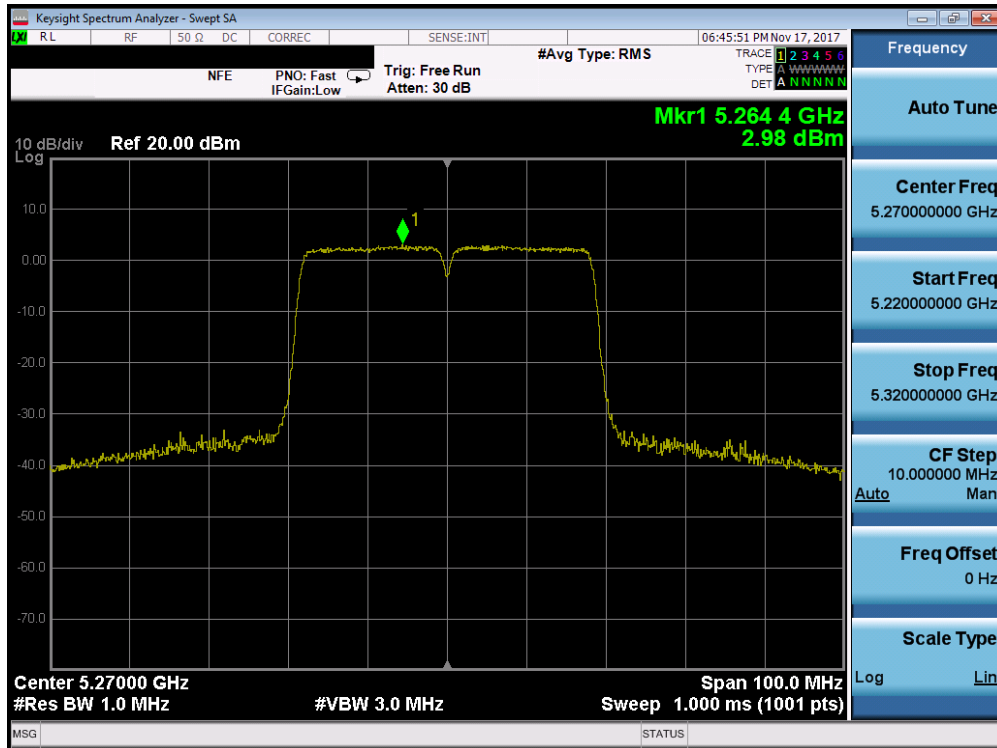 Keysight Spectrum Analyzer - Swept SA
LXI RL RF 50 Ω DC CORREC SENSE:INT 06:45:51 PM Nov 17, 2017
#Avg Type: RMS TRACE 1 2 3 4 5 6
NFE PNO: Fast Trig: Free Run TYPE A WWWWW
IFGain:Low Atten: 30 dB DET A N N N N N
Mkr1 5.264 4 GHz
2.98 dBm
10 dB/div Ref 20.00 dBm
Log
10.0
1
0.00
-10.0
-20.0
-30.0
-40.0
-50.0
-60.0
-70.0
Center 5.27000 GHz Span 100.0 MHz
#Res BW 1.0 MHz #VBW 3.0 MHz Sweep 1.000 ms (1001 pts)
MSG STATUS
Frequency
Auto Tune
Center Freq
5.270000000 GHz
Start Freq
5.220000000 GHz
Stop Freq
5.320000000 GHz
CF Step
10.000000 MHz
Auto Man
Freq Offset
0 Hz
Scale Type
Log Lin